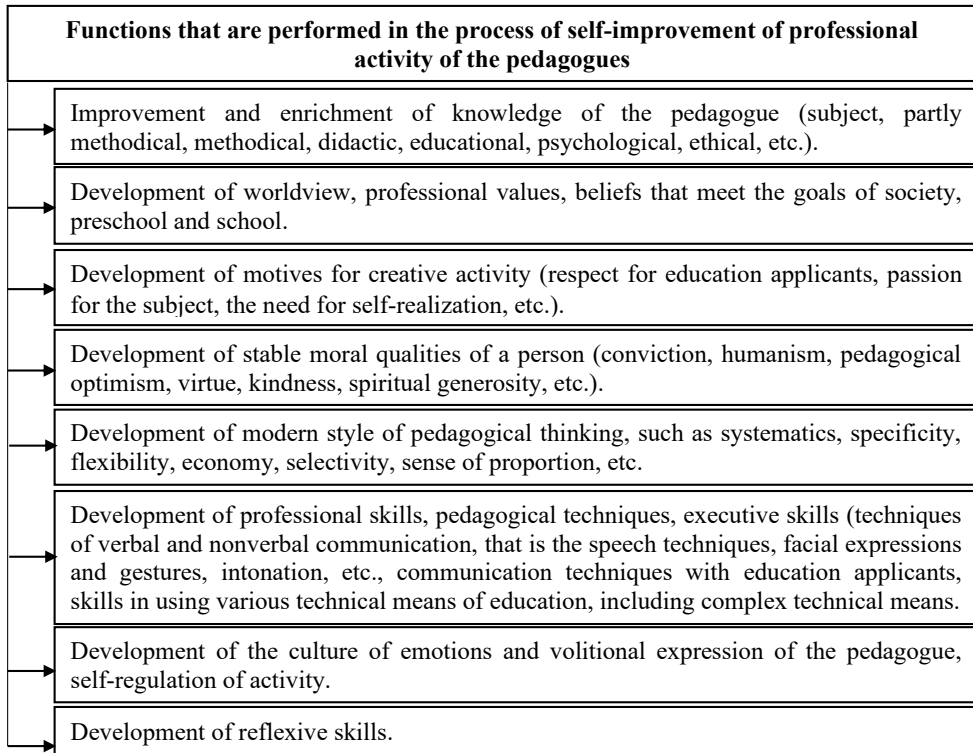 Functions that are performed in the process of self-improvement of professional
activity of the pedagogues
Improvement and enrichment of knowledge of the pedagogue (subject, partly
methodical, methodical, didactic, educational, psychological, ethical, etc.).
Development of worldview, professional values, beliefs that meet the goals of society,
preschool and school.
Development of motives for creative activity (respect for education applicants, passion
for the subject, the need for self-realization, etc.).
Development of stable moral qualities of a person (conviction, humanism, pedagogical
optimism, virtue, kindness, spiritual generosity, etc.).
Development of modern style of pedagogical thinking, such as systematics, specificity,
flexibility, economy, selectivity, sense of proportion, etc.
Development of professional skills, pedagogical techniques, executive skills (techniques
of verbal and nonverbal communication, that is the speech techniques, facial expressions
and gestures, intonation, etc., communication techniques with education applicants,
skills in using various technical means of education, including complex technical means.
Development of the culture of emotions and volitional expression of the pedagogue,
self-regulation of activity.
Development of reflexive skills.